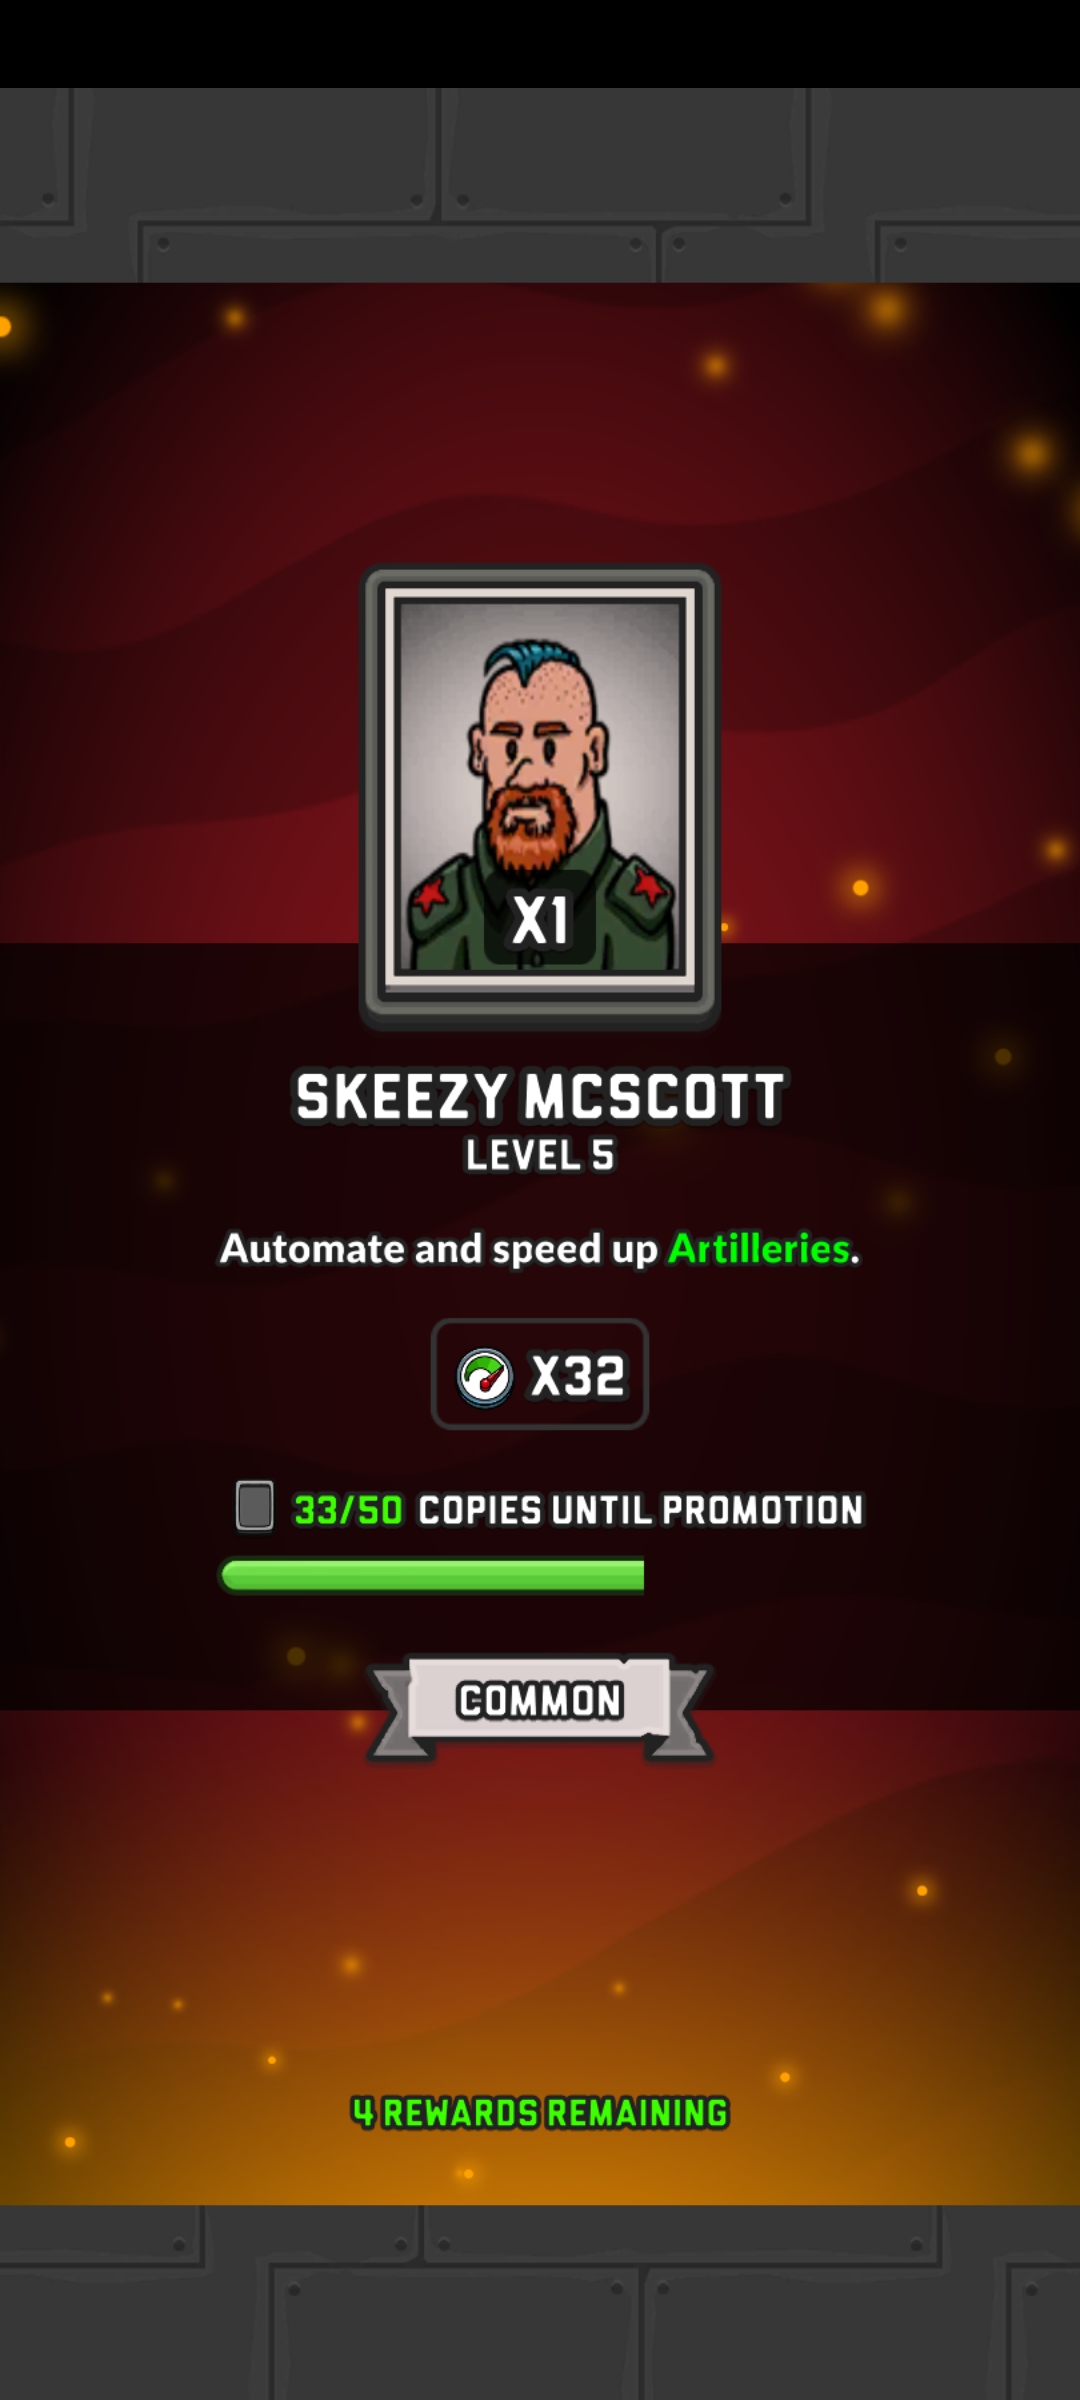 X1
SKEEZY MCSCOTT
LEVEL 5
Automate and speed up Artilleries.
X32
33/50 COPIES UNTIL PROMOTION
COMMON
4 REWARDS REMAINING